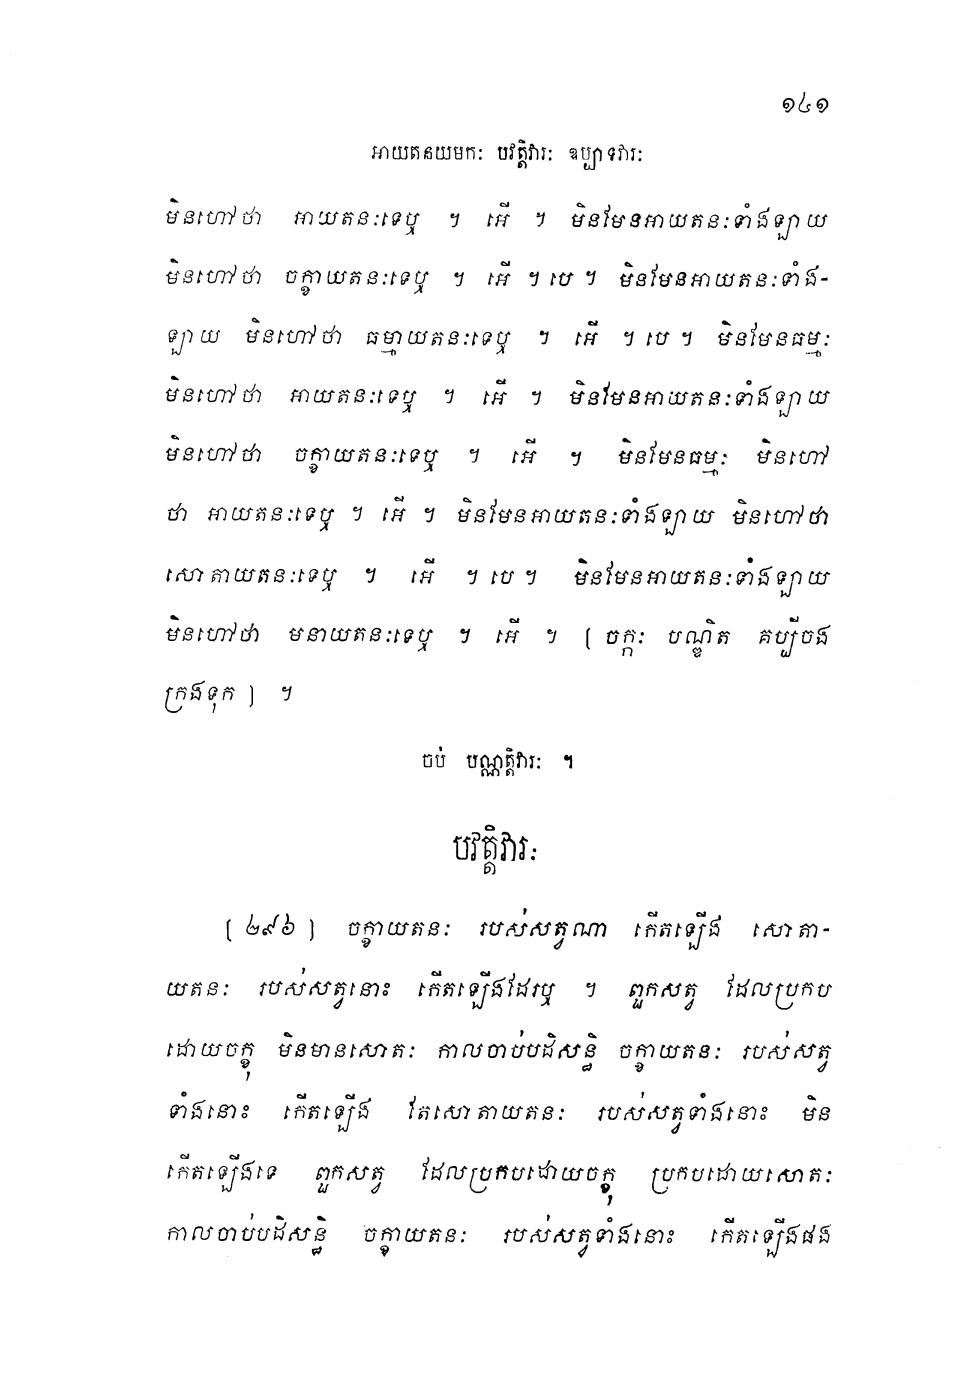 ១៤១
អាយតនយមកៈ បវត្តិវារៈ ឧប្បាទវារៈ
មិនហៅថា អាយតនៈទេឬ ។ អើ ។ មិនមែនអាយតនៈទាំងឡាយ
មិនហៅថា ចក្ខាយតនៈទេឬ ។ អើ ។ បេ ។ មិនមែនអាយតនៈទាំង-
ឡាយ មិនហៅថា ធម្មាយតនៈទេឬ ។ អើ ។ បេ ។ មិនមែនធម្មៈ
មិនហៅថា អាយតនៈទេឬ ។ អើ ។ មិនមែនអាយតនៈទាំងឡាយ
មិនហៅថា ចក្ខាយតនៈទេឬ ។ អើ ។ មិនមែនធម្មៈ មិនហៅ
ថា អាយតនៈទេឬ ។ អើ ។ មិនមែនអាយតនៈទាំងឡាយ មិនហៅថា
សោតាយតនៈទេឬ ។ អើ ។ បេ ។ មិនមែនអាយតនៈទាំងឡាយ
មិនហៅថា មនាយតនៈទេឬ ។ អើ ។ (ចក្កៈ បណ្ឌិត គប្បីចង
ក្រងទុក) ។
ចប់ បណ្ណត្តិវារៈ ។
បវត្តិវារៈ
(២៩៦) ចក្ខាយតនៈ របស់សត្វណា កើតឡើង សោតា-
យតនៈ របស់សត្វនោះ កើតឡើងដែរឬ ។ ពួកសត្វ ដែលប្រកប
ដោយចក្ខុ មិនមានសោតៈ កាលចាប់បដិសន្ធិ ចក្ខាយតនៈ របស់សត្វ
ទាំងនោះ កើតឡើង តែសោតាយតនៈ របស់សត្វទាំងនោះ មិន
កើតឡើងទេ ពួកសត្វ ដែលប្រកបដោយចក្ខុ ប្រកបដោយសោតៈ
កាលចាប់បដិសន្ធិ ចក្ខាយតនៈ របស់សត្វទាំងនោះ កើតឡើងផង